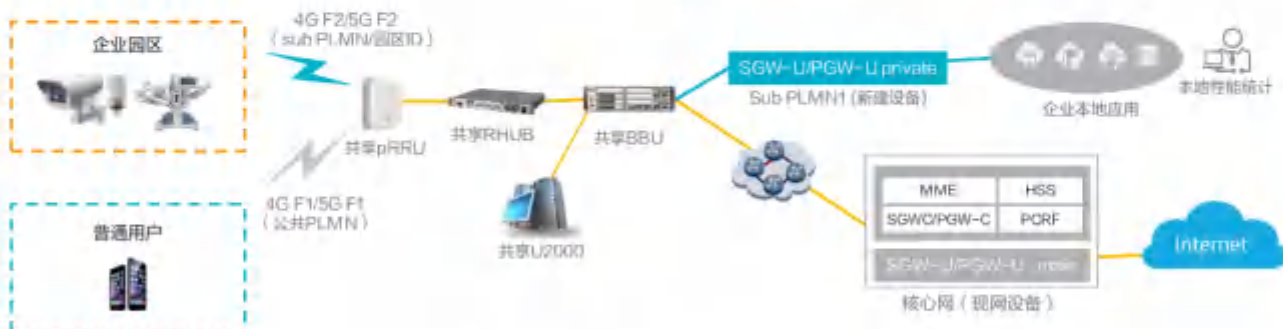 企业园区
4G F2/5G F2
（sub PLMN/园区ID）
共享pRRU
4G F1/5G F1
（公共PLMN）
普通用户
共享RHUB
共享BBU
共享U2000
SGW-U/PGW-U private
Sub PLMN1 (新建设备)
企业本地应用
本地性能统计
MME
HSS
SGWC/PGW-C
PCRF
SGW-U/PGW-U
核心网（现网设备）
Internet